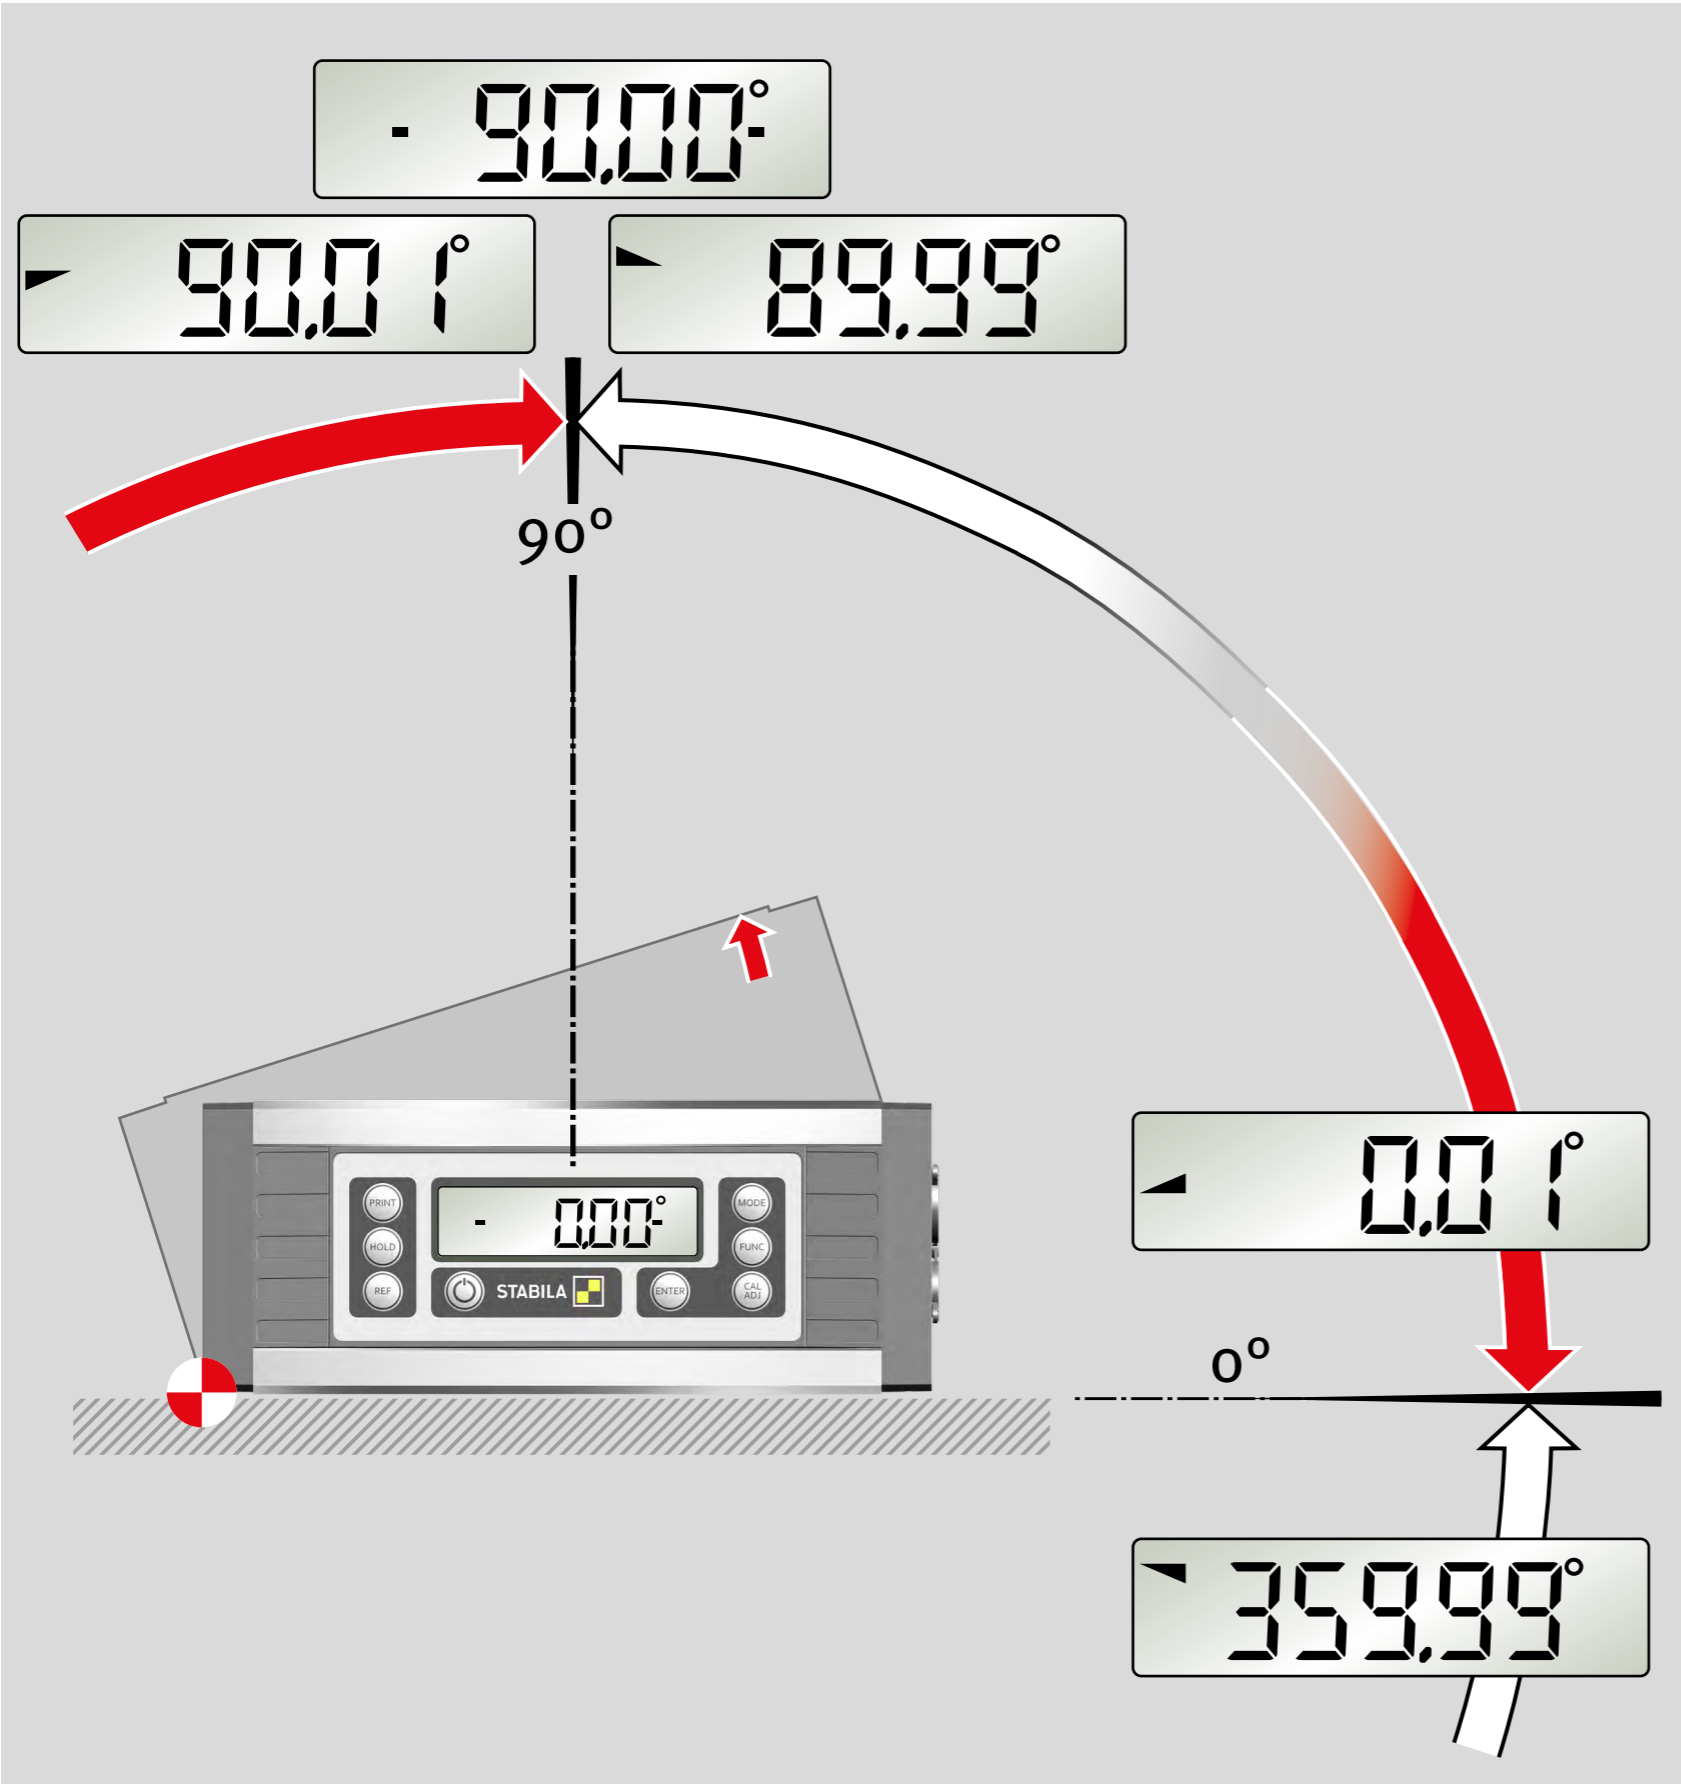 - 90,00°-
90,01°
89,99°
90°
PRINT
HOLD
REF
- 0,00°-
STABILA
ENTER
MODE
FUNC
CAL
ADJ
0,01°
0°
359,99°